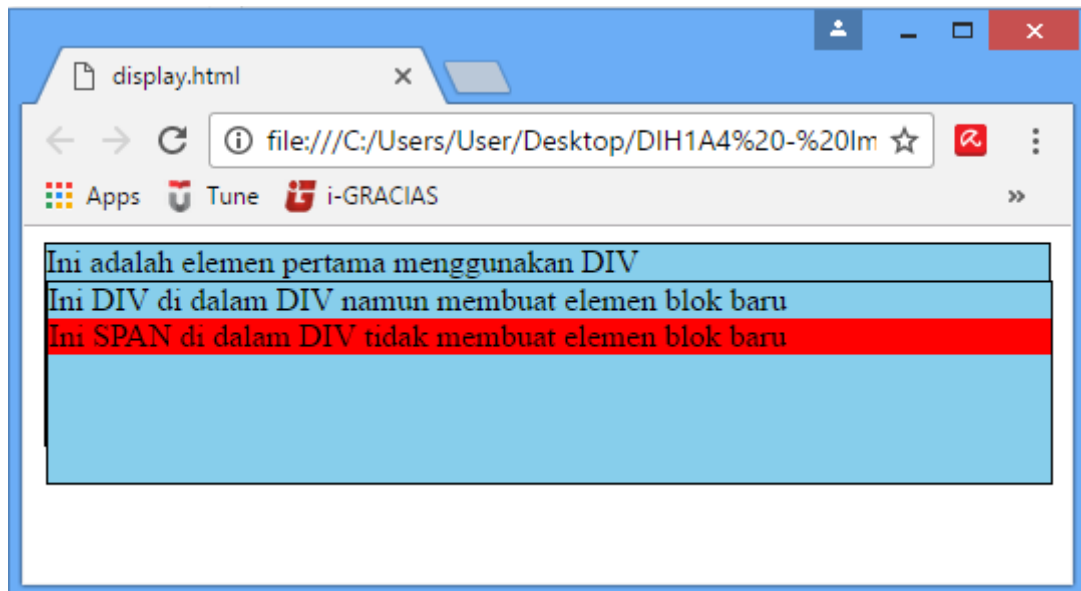 display.html
file:///C:/Users/User/Desktop/DIH1A4%20-%20Im
Apps Tune i-GRACIAS
Ini adalah elemen pertama menggunakan DIV
Ini DIV di dalam DIV namun membuat elemen blok baru
Ini SPAN di dalam DIV tidak membuat elemen blok baru